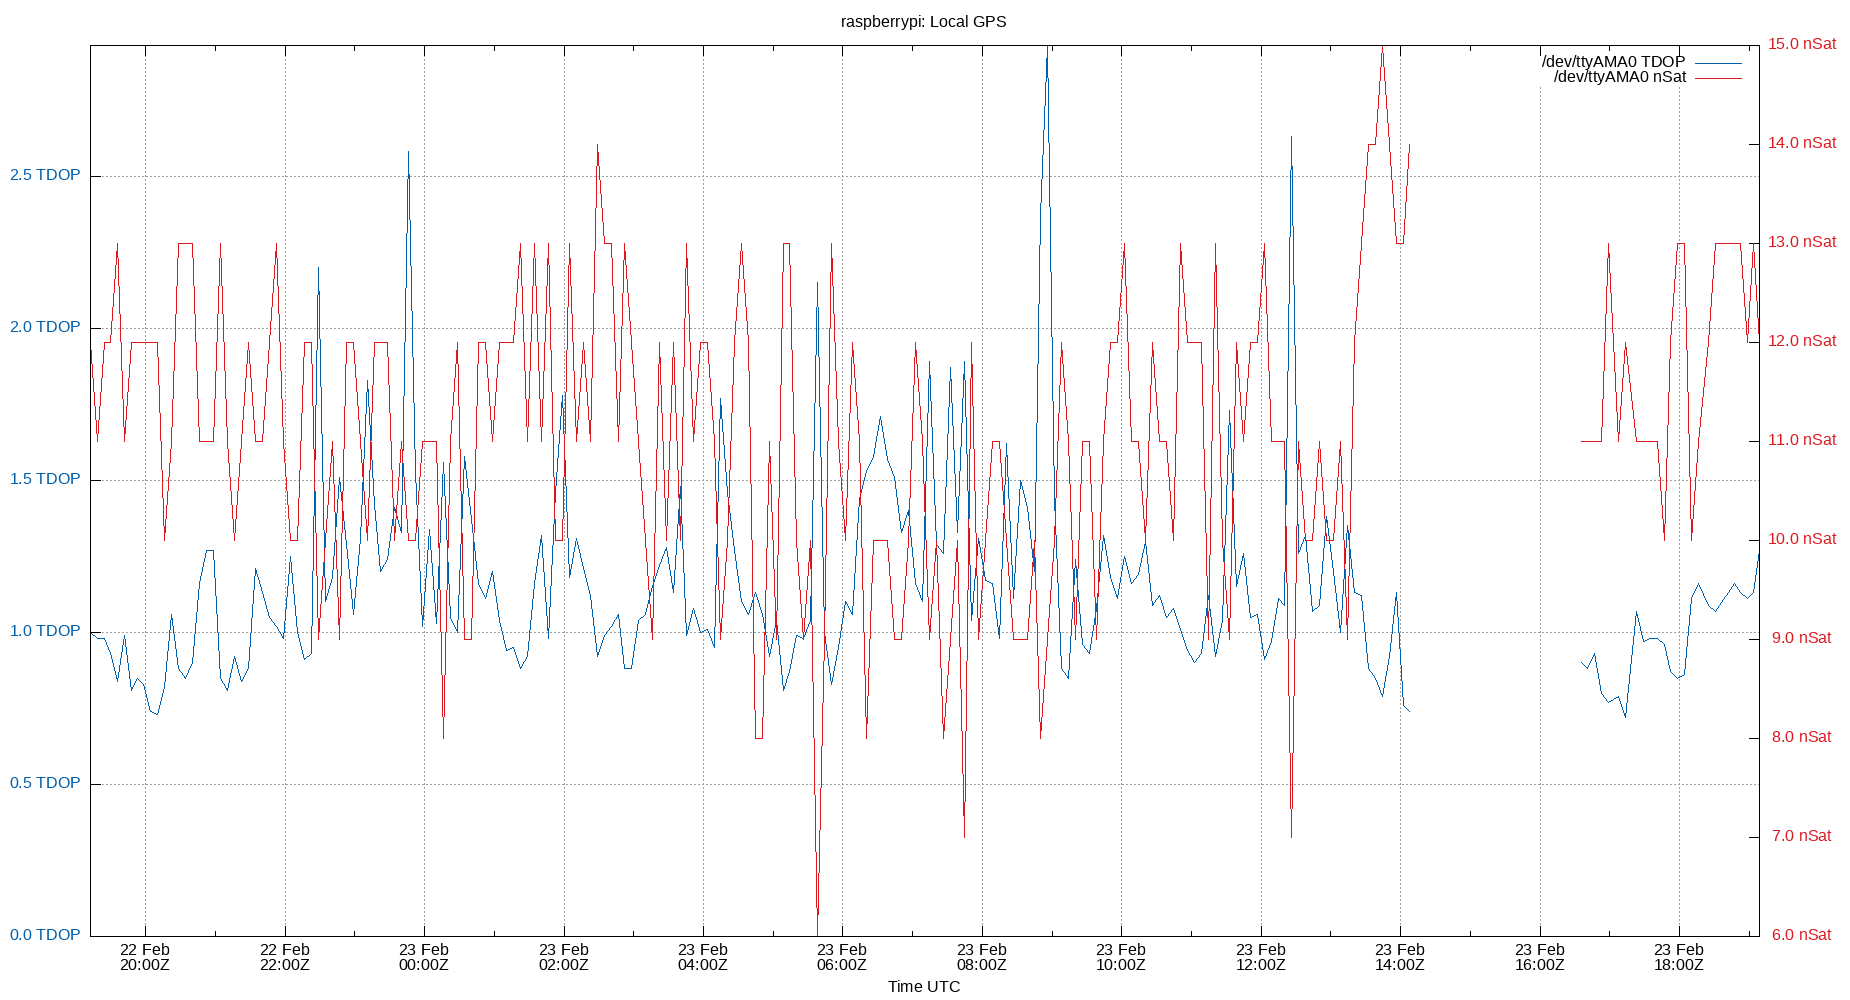 raspberrypi: Local GPS
/dev/ttyAMA0 TDOP
/dev/ttyAMA0 nSat
2.5 TDOP
2.0 TDOP
1.5 TDOP
1.0 TDOP
0.5 TDOP
0.0 TDOP
15.0 nSat
14.0 nSat
13.0 nSat
12.0 nSat
11.0 nSat
10.0 nSat
9.0 nSat
8.0 nSat
7.0 nSat
6.0 nSat
22 Feb
20:00Z
22 Feb
22:00Z
23 Feb
00:00Z
23 Feb
02:00Z
23 Feb
04:00Z
23 Feb
06:00Z
23 Feb
08:00Z
23 Feb
10:00Z
23 Feb
12:00Z
23 Feb
14:00Z
23 Feb
16:00Z
23 Feb
18:00Z
Time UTC